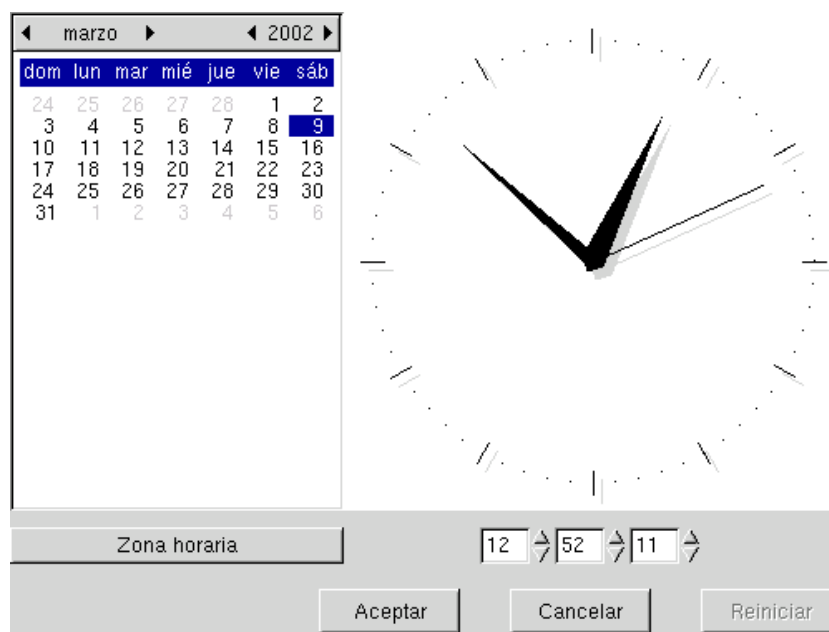 marzo 2002
dom lun mar mié jue vie sáb
24 25 26 27 28 1 2
3 4 5 6 7 8 9
10 11 12 13 14 15 16
17 18 19 20 21 22 23
24 25 26 27 28 29 30
31 1 2 3 4 5 6
Zona horaria
12 52 11
Aceptar Cancelar Reiniciar